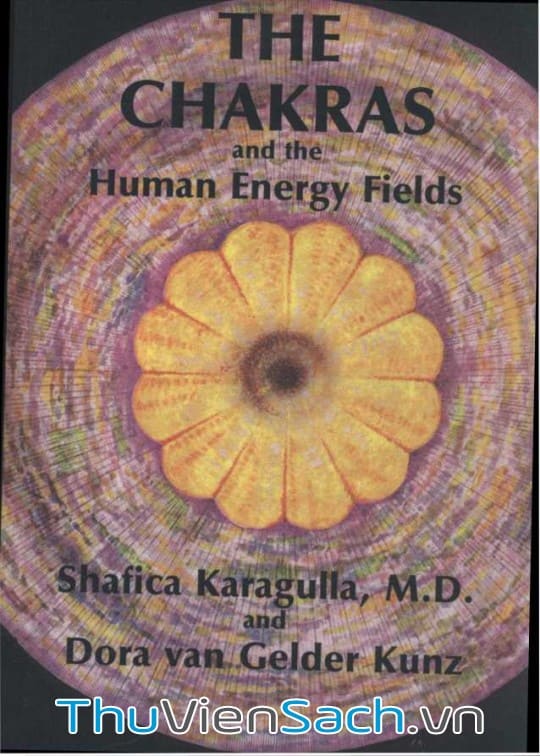 THE
CHAKRAS
and the
Human Energy Fields
Shafica Karagulla, M.D.
and
Dora van Gelder Kunz
ThuVienSach.vn